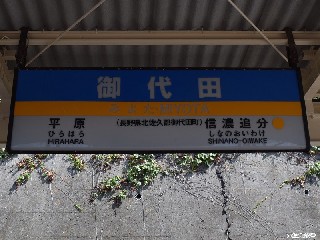 御代田
(長野県北佐久郡御代田町)
平原
ひらはら
HIRAHARA
信濃追分
しなのおいわけ
SHINANO-OIWAKE